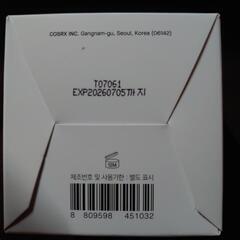 COSRX INC. Gangnam-gu, Seoul, Korea (06142)
T07061
EXP20260705까지
12M
제조번호 및 사용기한 : 별도 표시
8 809598 451032